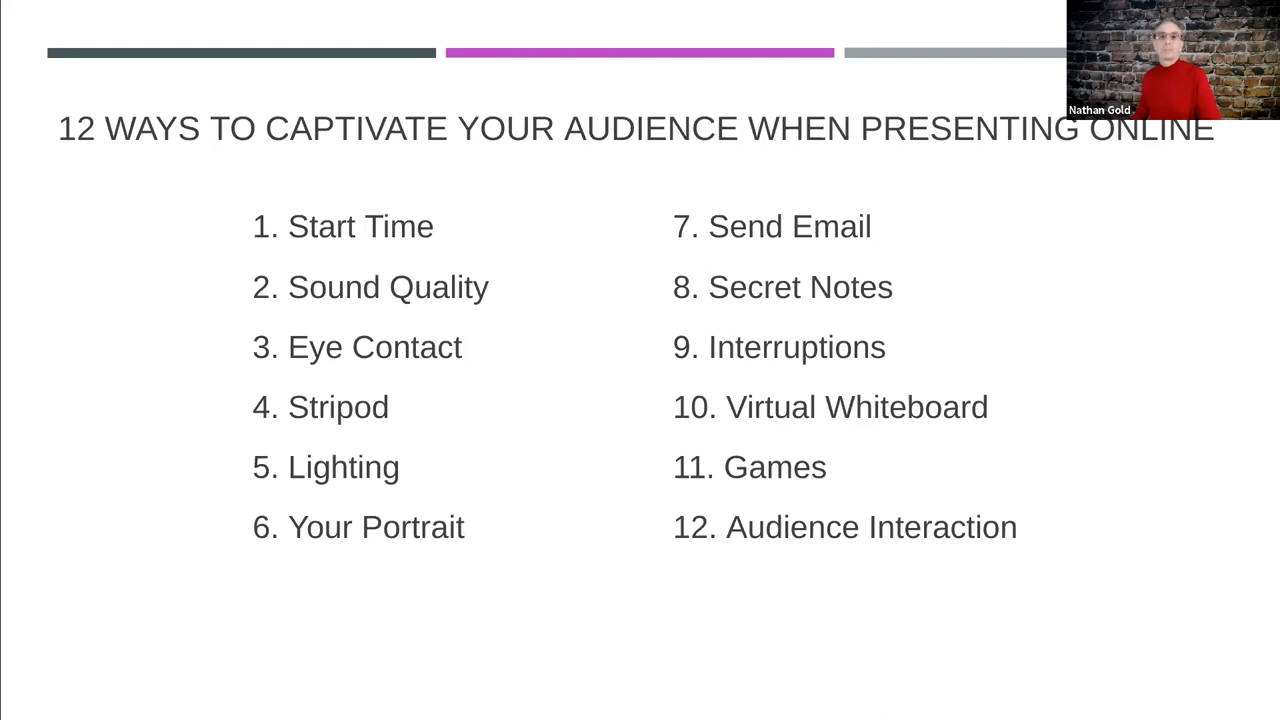 Nathan Gold
12 WAYS TO CAPTIVATE YOUR AUDIENCE WHEN PRESENTING ONLINE
1. Start Time
2. Sound Quality
3. Eye Contact
4. Stripod
5. Lighting
6. Your Portrait
7. Send Email
8. Secret Notes
9. Interruptions
10. Virtual Whiteboard
11. Games
12. Audience Interaction